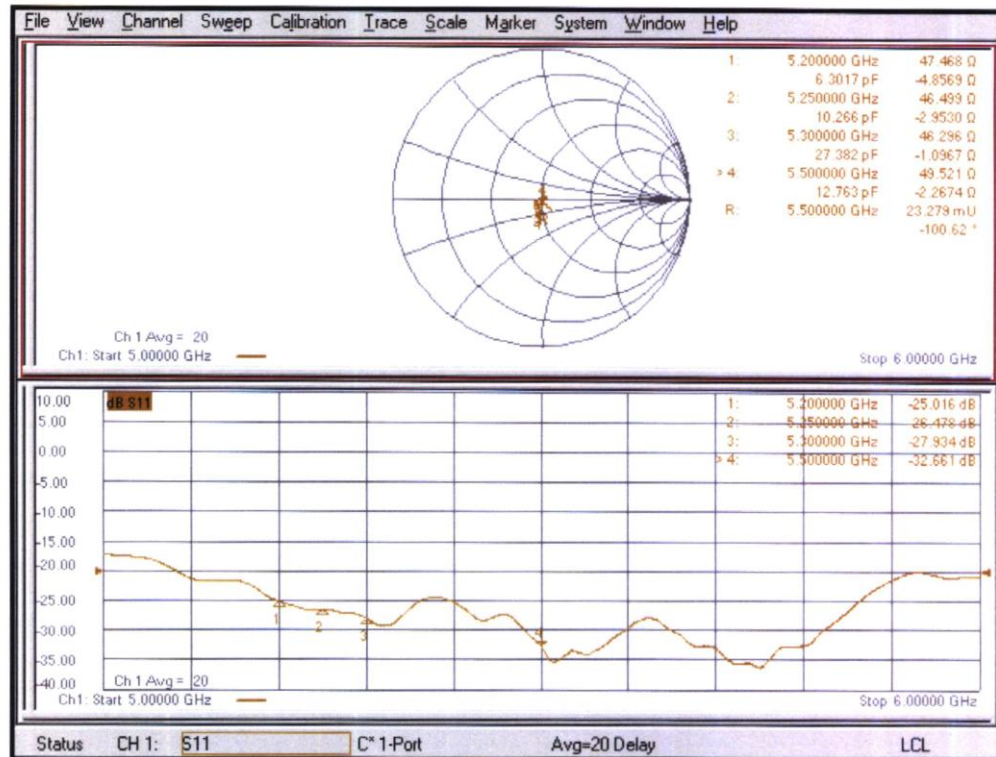 File View Channel Sweep Calibration Trace Scale Marker System Window Help
1: 5.200000 GHz 47.468 Ω
6.3017 pF -4.8569 Ω
2: 5.250000 GHz 46.499 Ω
10.266 pF -2.9530 Ω
3: 5.300000 GHz 46.296 Ω
27.382 pF -1.0967 Ω
> 4: 5.500000 GHz 49.521 Ω
12.763 pF -2.2674 Ω
R: 5.500000 GHz 23.279 mU
-100.62 °
Ch 1 Avg = 20
Ch1: Start 5.00000 GHz Stop 6.00000 GHz
10.00 dB S11 1: 5.200000 GHz -25.016 dB
5.00 2: 5.250000 GHz -26.478 dB
0.00 3: 5.300000 GHz -27.934 dB
> 4: 5.500000 GHz -32.661 dB
-5.00
-10.00
-15.00
-20.00
-25.00
1 2 3 4
-30.00
-35.00
-40.00
Ch 1 Avg = 20
Ch1: Start 5.00000 GHz Stop 6.00000 GHz
Status CH 1: S11 C* 1-Port Avg=20 Delay LCL